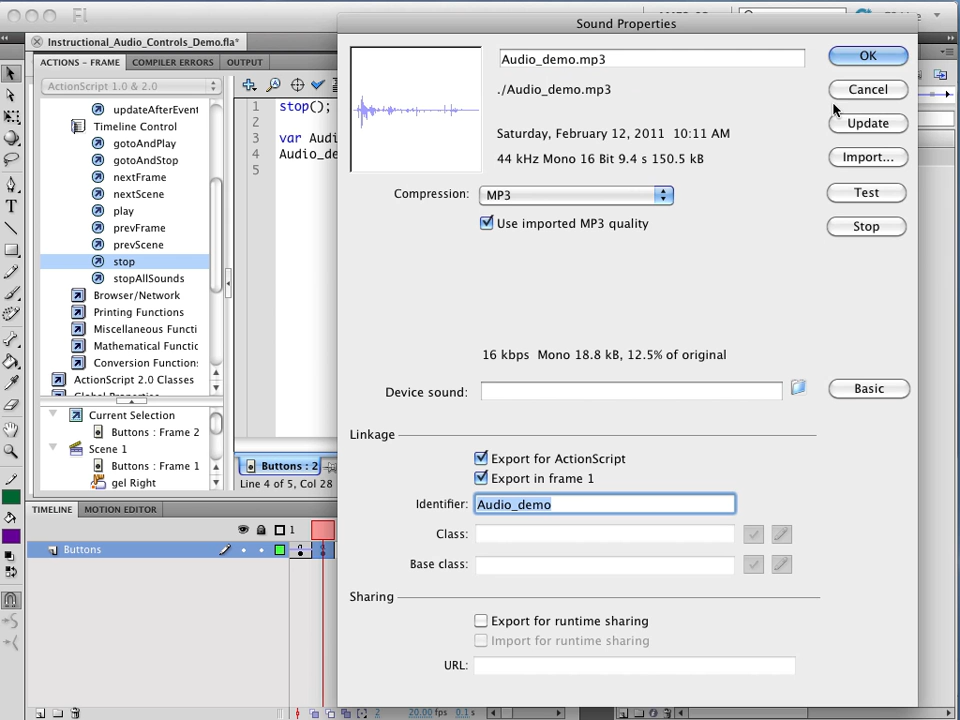 Fl
Sound Properties
Instructional_Audio_Controls_Demo.fla*
ACTIONS – FRAME
COMPILER ERRORS
OUTPUT
ActionScript 1.0 & 2.0
updateAfterEvent
Timeline Control
gotoAndPlay
gotoAndStop
nextFrame
nextScene
play
prevFrame
prevScene
stop
stopAllSounds
Browser/Network
Printing Functions
Miscellaneous Functi
Mathematical Functio
Conversion Functions
ActionScript 2.0 Classes
Current Selection
Buttons : Frame 2
Scene 1
Buttons : Frame 1
gel Right
1 stop();
2
3 var Audi
4 Audio_de
5
Buttons : 2
Line 4 of 5, Col 28
Audio_demo.mp3
./Audio_demo.mp3
Saturday, February 12, 2011 10:11 AM
44 kHz Mono 16 Bit 9.4 s 150.5 kB
Compression: MP3
Use imported MP3 quality
16 kbps Mono 18.8 kB, 12.5% of original
Device sound:
OK
Cancel
Update
Import...
Test
Stop
Basic
Linkage
Export for ActionScript
Export in frame 1
Identifier: Audio_demo
Class:
Base class:
Sharing
Export for runtime sharing
Import for runtime sharing
URL:
TIMELINE
MOTION EDITOR
1
Buttons
2 20.00 fps 0.1 s